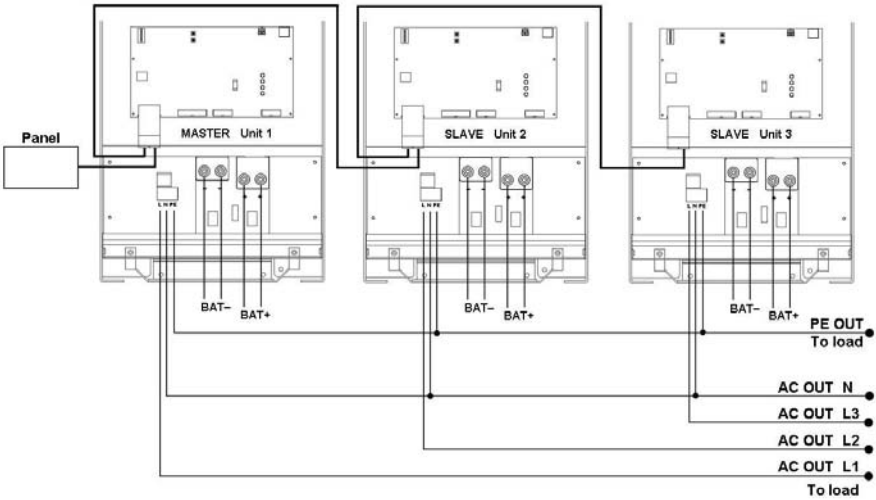 Panel
MASTER Unit 1
SLAVE Unit 2
SLAVE Unit 3
L N PE
L N PE
L N PE
BAT–
BAT+
BAT–
BAT+
BAT–
BAT+
PE OUT
To load
AC OUT N
AC OUT L3
AC OUT L2
AC OUT L1
To load